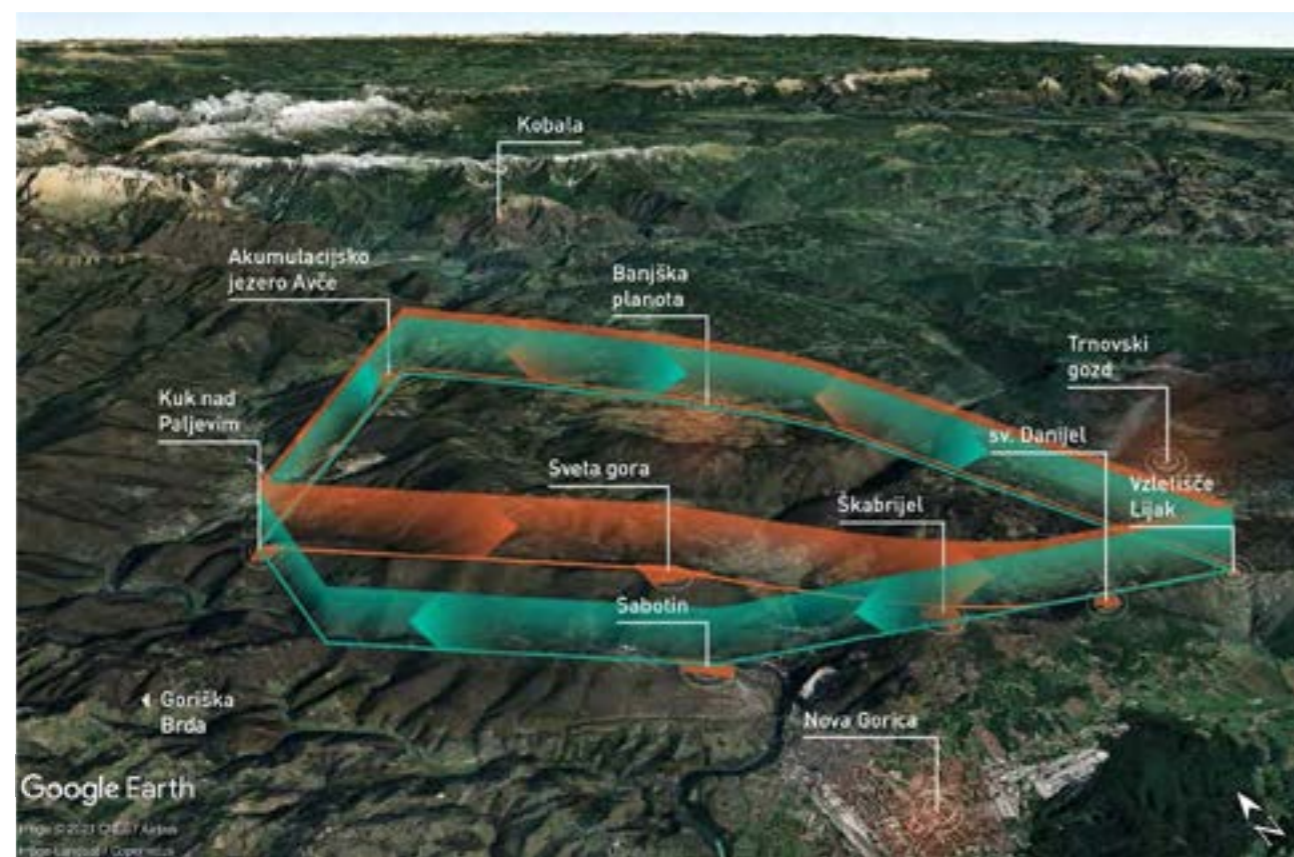 Kobala
Akumulacijsko
jezero Avče
Banjška
planota
Trnovski
gozd
Kuk nad
Paljevim
sv. Danijel
Sveta gora
Vzletišče
Lijak
Škabrijel
Sabotin
Goriška
Brda
Nova Gorica
Google Earth
N